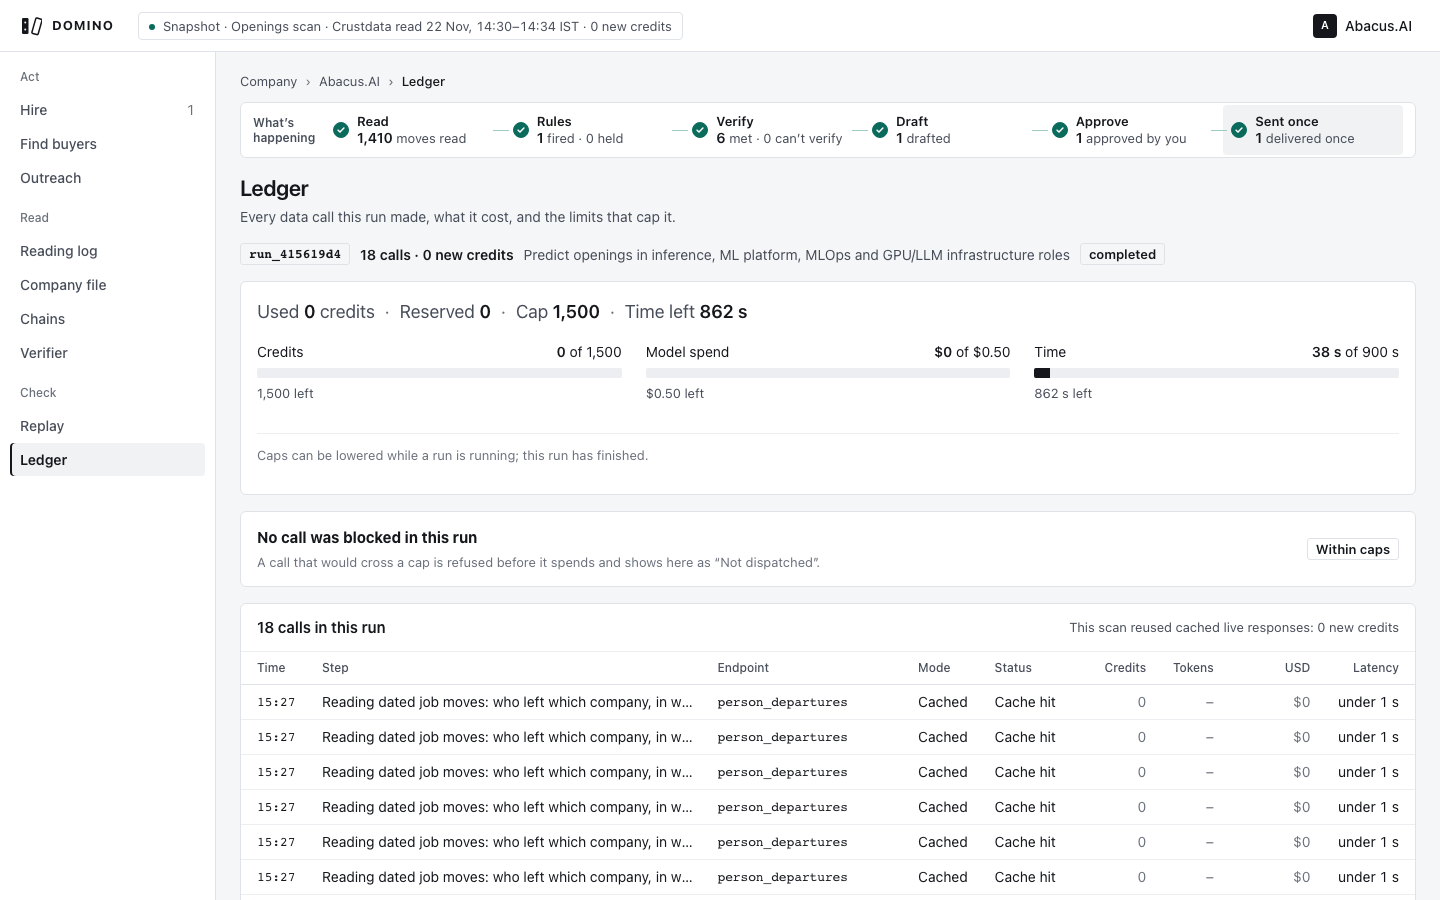 DOMINO
Snapshot · Openings scan · Crustdata read 22 Nov, 14:30–14:34 IST · 0 new credits
A
Abacus.AI
Act
Hire 1
Find buyers
Outreach
Read
Reading log
Company file
Chains
Verifier
Check
Replay
Ledger
Company › Abacus.AI › Ledger
What's happening
Read
1,410 moves read
Rules
1 fired · 0 held
Verify
6 met · 0 can't verify
Draft
1 drafted
Approve
1 approved by you
Sent once
1 delivered once
Ledger
Every data call this run made, what it cost, and the limits that cap it.
run_415619d4 18 calls · 0 new credits Predict openings in inference, ML platform, MLOps and GPU/LLM infrastructure roles completed
Used 0 credits · Reserved 0 · Cap 1,500 · Time left 862 s
Credits 0 of 1,500
1,500 left
Model spend $0 of $0.50
$0.50 left
Time 38 s of 900 s
862 s left
Caps can be lowered while a run is running; this run has finished.
No call was blocked in this run
A call that would cross a cap is refused before it spends and shows here as “Not dispatched”.
Within caps
18 calls in this run
This scan reused cached live responses: 0 new credits
Time Step Endpoint Mode Status Credits Tokens USD Latency
15:27 Reading dated job moves: who left which company, in w… person_departures Cached Cache hit 0 – $0 under 1 s
15:27 Reading dated job moves: who left which company, in w… person_departures Cached Cache hit 0 – $0 under 1 s
15:27 Reading dated job moves: who left which company, in w… person_departures Cached Cache hit 0 – $0 under 1 s
15:27 Reading dated job moves: who left which company, in w… person_departures Cached Cache hit 0 – $0 under 1 s
15:27 Reading dated job moves: who left which company, in w… person_departures Cached Cache hit 0 – $0 under 1 s
15:27 Reading dated job moves: who left which company, in w… person_departures Cached Cache hit 0 – $0 under 1 s